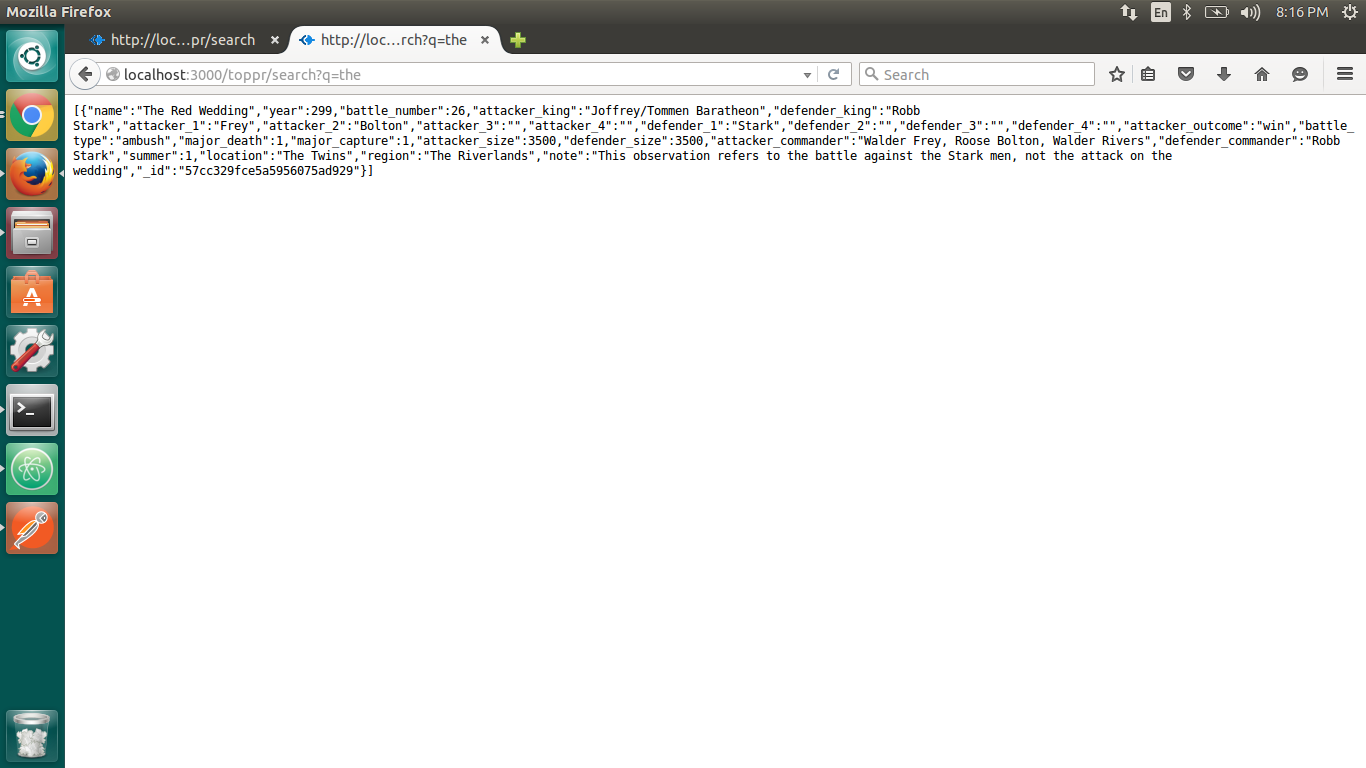 Mozilla Firefox
En
8:16 PM
http://loc...pr/search
http://loc...rch?q=the
localhost:3000/toppr/search?q=the
Search
[{"name":"The Red Wedding","year":299,"battle_number":26,"attacker_king":"Joffrey/Tommen Baratheon","defender_king":"Robb
Stark","attacker_1":"Frey","attacker_2":"Bolton","attacker_3":"","attacker_4":"","defender_1":"Stark","defender_2":"","defender_3":"","defender_4":"","attacker_outcome":"win","battle_
type":"ambush","major_death":1,"major_capture":1,"attacker_size":3500,"defender_size":3500,"attacker_commander":"Walder Frey, Roose Bolton, Walder Rivers","defender_commander":"Robb
Stark","summer":1,"location":"The Twins","region":"The Riverlands","note":"This observation refers to the battle against the Stark men, not the attack on the
wedding","_id":"57cc329fce5a5956075ad929"}]